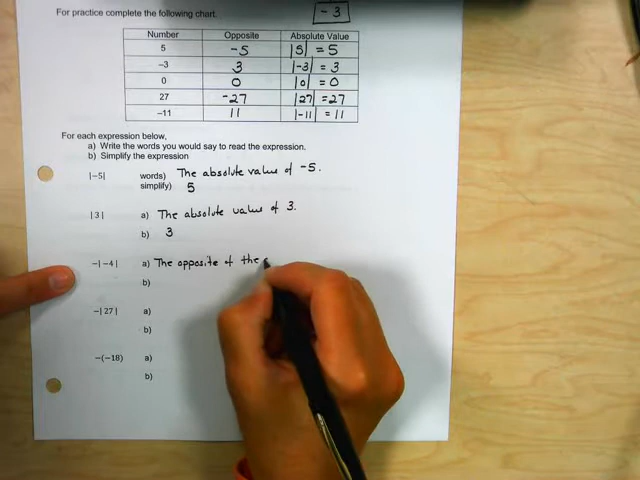 For practice complete the following chart.
-3
Number Opposite Absolute Value
5 -5 |5| = 5
-3 3 |-3| = 3
0 0 |0| = 0
27 -27 |27| = 27
-11 11 |-11| = 11
For each expression below,
a) Write the words you would say to read the expression.
b) Simplify the expression
|-5| words) The absolute value of -5.
simplify) 5
|3| a) The absolute value of 3.
b) 3
-|-4| a) The opposite of the
b)
-|27| a)
b)
-(-18) a)
b)